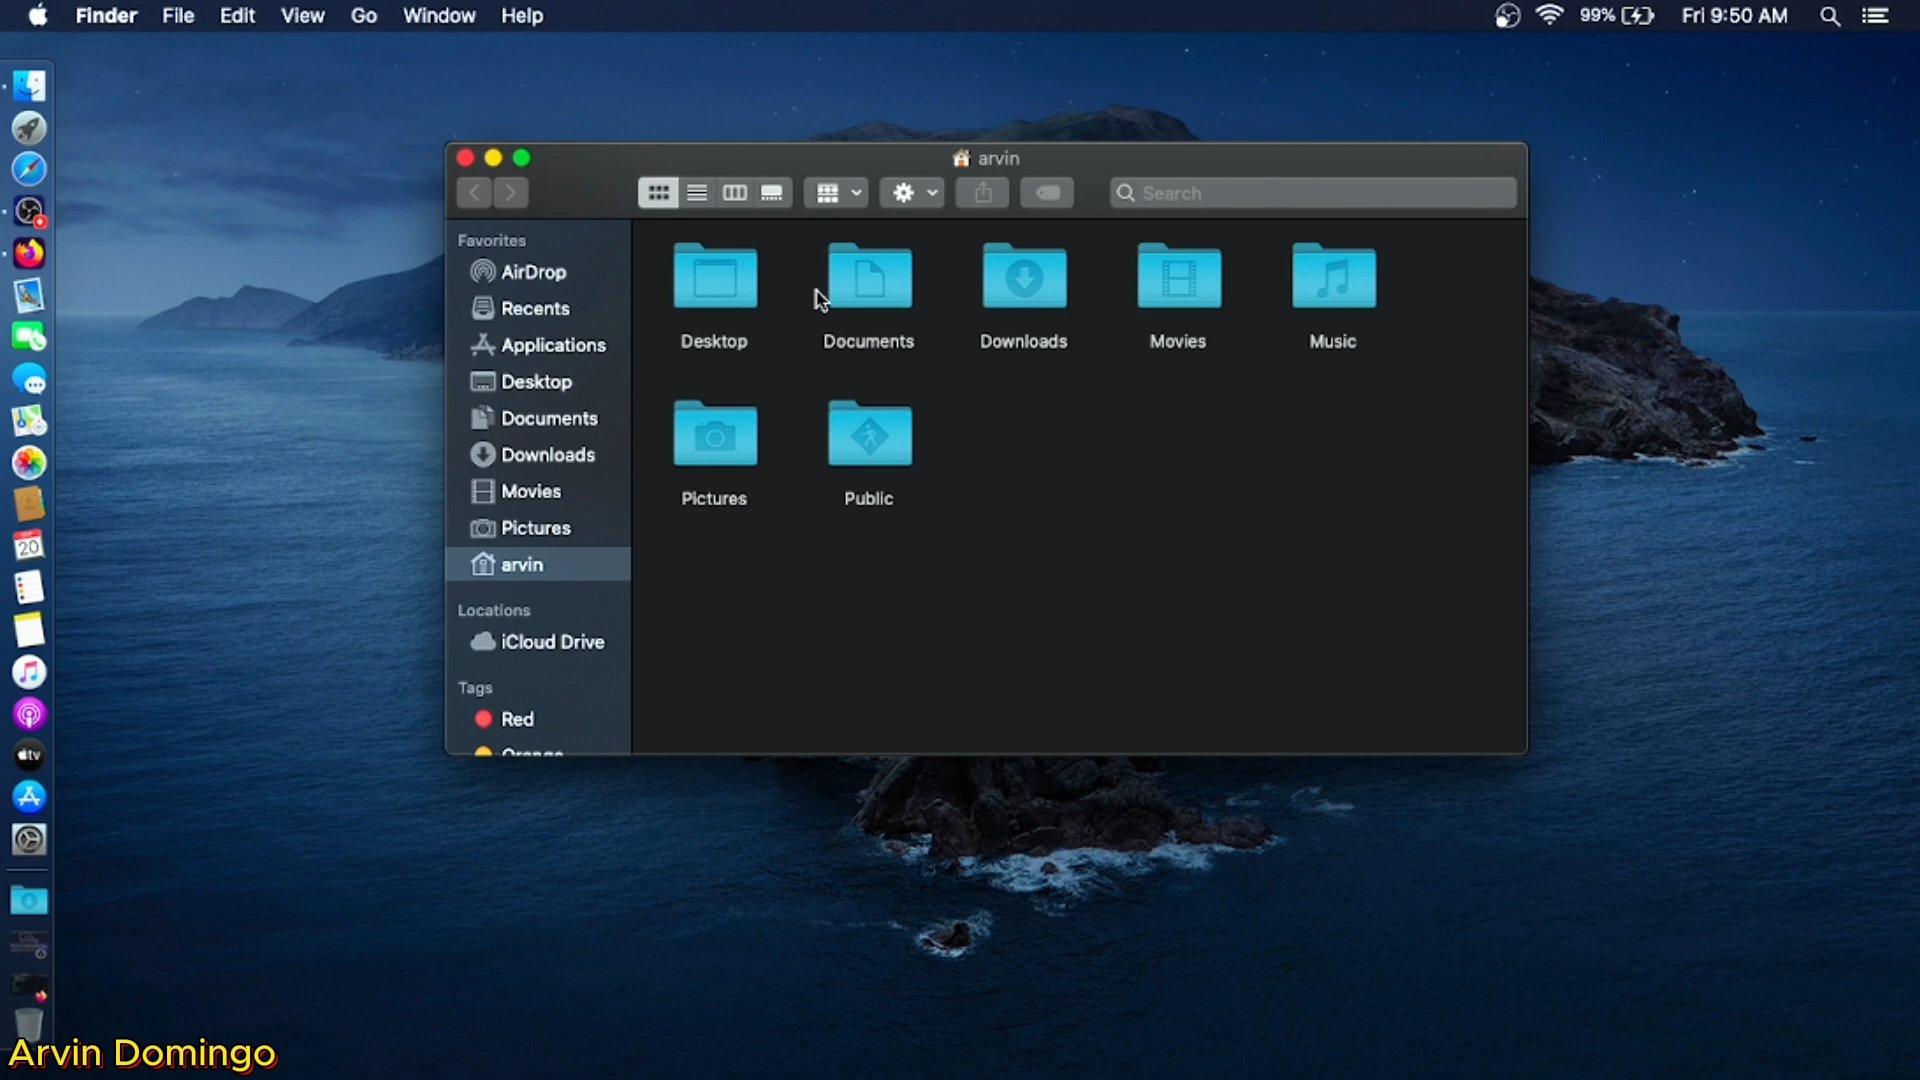 Finder File Edit View Go Window Help 99% Fri 9:50 AM
arvin
Search
Favorites
AirDrop
Recents
Applications
Desktop
Documents
Downloads
Movies
Pictures
arvin
Locations
iCloud Drive
Tags
Red
Orange
Desktop Documents Downloads Movies Music
Pictures Public
20
tv
Arvin Domingo